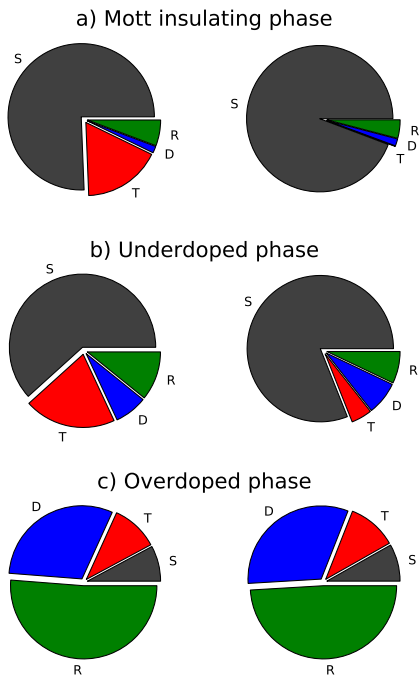 a) Mott insulating phase
S
R
D
T
S
R
D
T
b) Underdoped phase
S
R
D
T
S
R
D
T
c) Overdoped phase
D
T
S
R
D
T
S
R